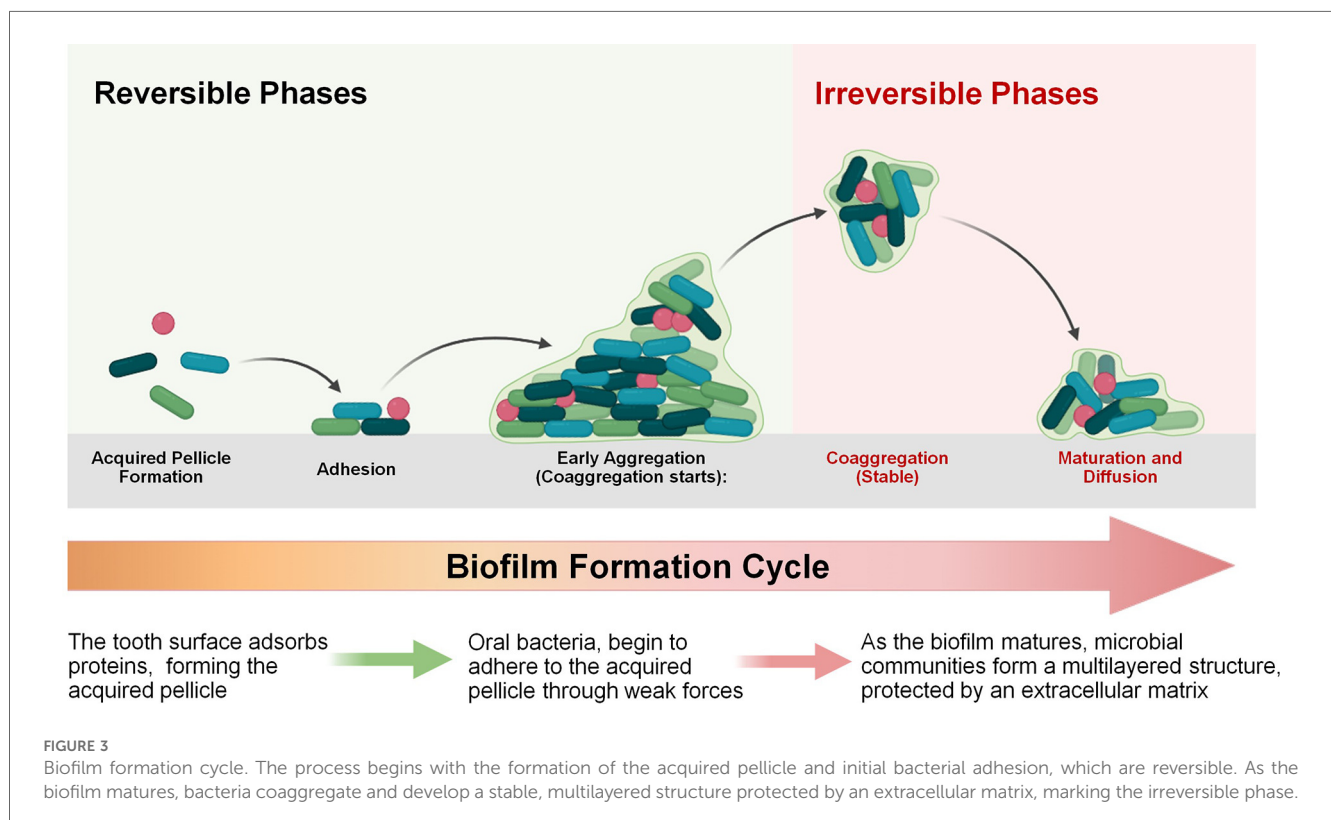 Reversible Phases
Irreversible Phases
Acquired Pellicle
Formation
Adhesion
Early Aggregation
(Coaggregation starts):
Coaggregation
(Stable)
Maturation and
Diffusion
Biofilm Formation Cycle
The tooth surface adsorbs
proteins, forming the
acquired pellicle
Oral bacteria, begin to
adhere to the acquired
pellicle through weak forces
As the biofilm matures, microbial
communities form a multilayered structure,
protected by an extracellular matrix
FIGURE 3
Biofilm formation cycle. The process begins with the formation of the acquired pellicle and initial bacterial adhesion, which are reversible. As the
biofilm matures, bacteria coaggregate and develop a stable, multilayered structure protected by an extracellular matrix, marking the irreversible phase.